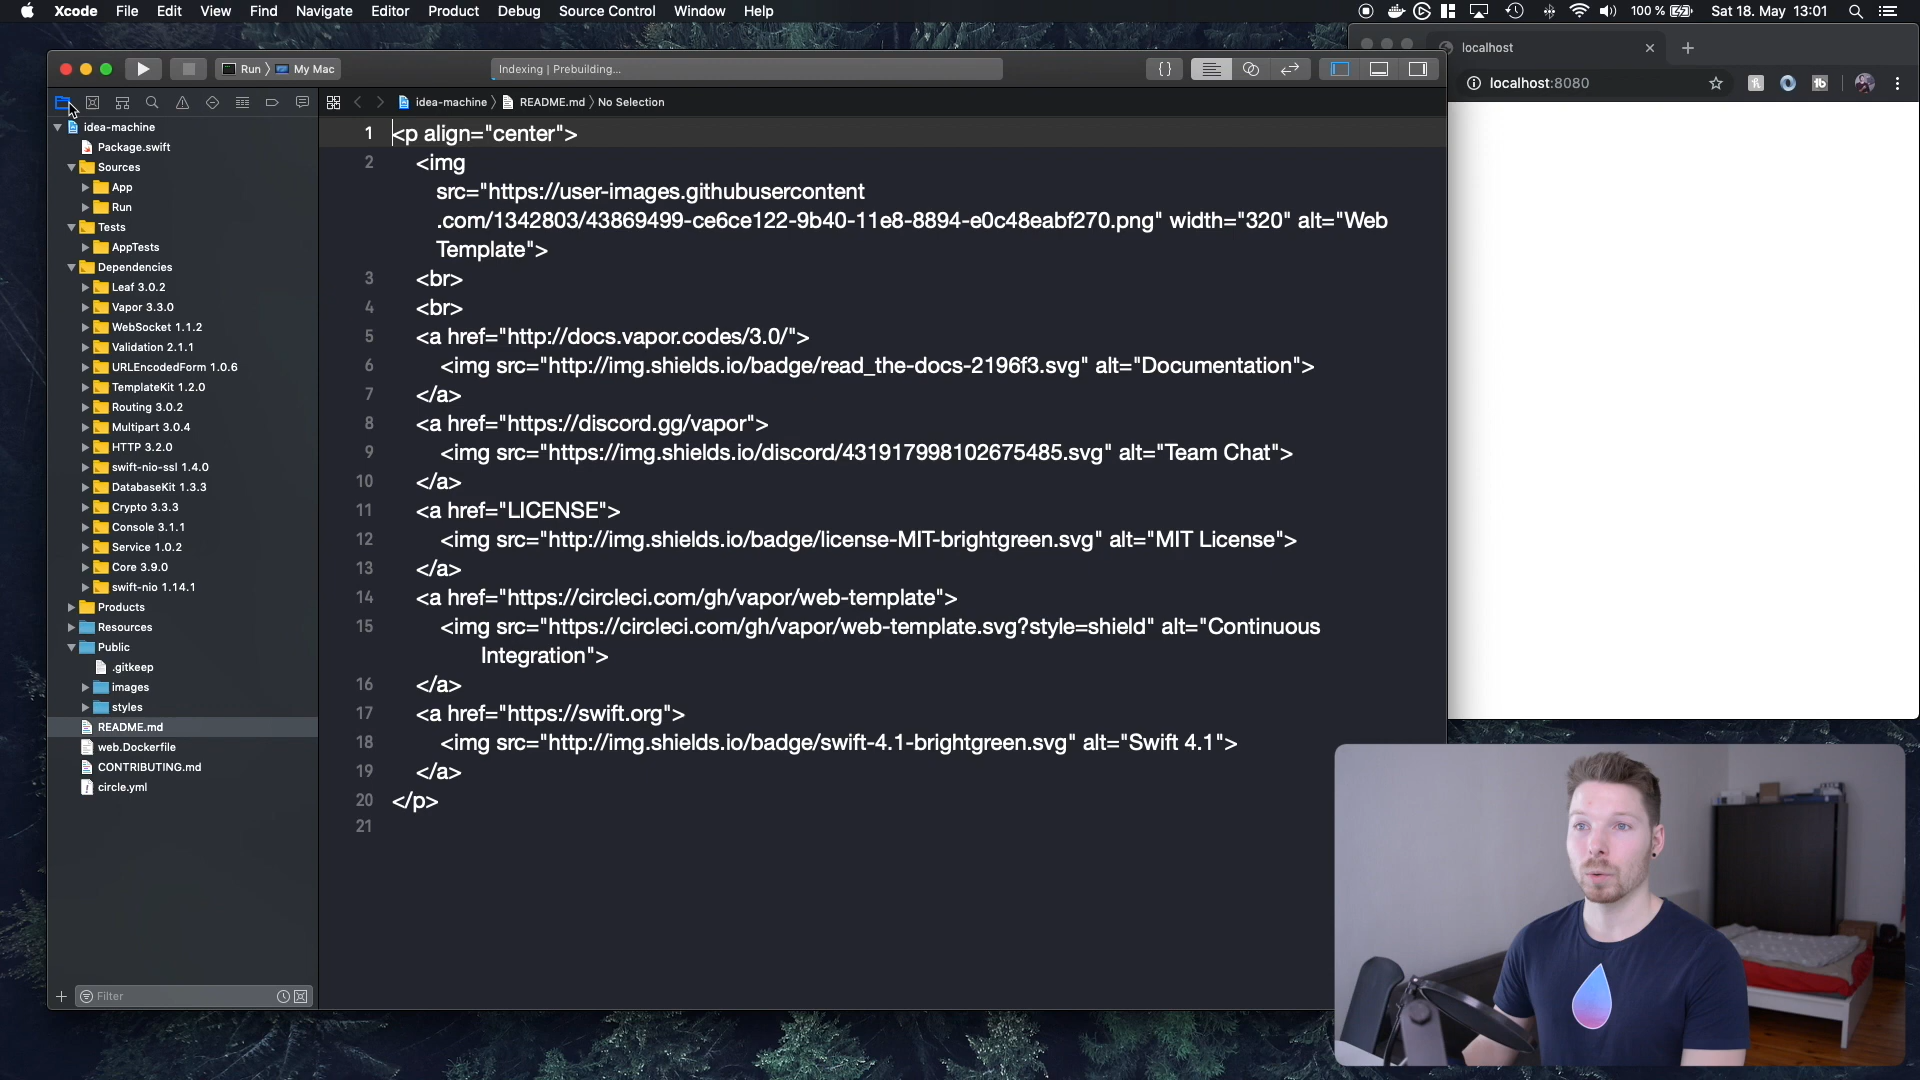 Xcode File Edit View Find Navigate Editor Product Debug Source Control Window Help
100 % Sat 18. May 13:01
Run My Mac
Indexing | Prebuilding...
{ }
localhost
localhost:8080
idea-machine README.md No Selection
idea-machine
Package.swift
Sources
App
Run
Tests
AppTests
Dependencies
Leaf 3.0.2
Vapor 3.3.0
WebSocket 1.1.2
Validation 2.1.1
URLEncodedForm 1.0.6
TemplateKit 1.2.0
Routing 3.0.2
Multipart 3.0.4
HTTP 3.2.0
swift-nio-ssl 1.4.0
DatabaseKit 1.3.3
Crypto 3.3.3
Console 3.1.1
Service 1.0.2
Core 3.9.0
swift-nio 1.14.1
Products
Resources
Public
.gitkeep
images
styles
README.md
web.Dockerfile
CONTRIBUTING.md
circle.yml
Filter
1 <p align="center">
2 <img
src="https://user-images.githubusercontent
.com/1342803/43869499-ce6ce122-9b40-11e8-8894-e0c48eabf270.png" width="320" alt="Web
Template">
3 <br>
4 <br>
5 <a href="http://docs.vapor.codes/3.0/">
6 <img src="http://img.shields.io/badge/read_the-docs-2196f3.svg" alt="Documentation">
7 </a>
8 <a href="https://discord.gg/vapor">
9 <img src="https://img.shields.io/discord/431917998102675485.svg" alt="Team Chat">
10 </a>
11 <a href="LICENSE">
12 <img src="http://img.shields.io/badge/license-MIT-brightgreen.svg" alt="MIT License">
13 </a>
14 <a href="https://circleci.com/gh/vapor/web-template">
15 <img src="https://circleci.com/gh/vapor/web-template.svg?style=shield" alt="Continuous
Integration">
16 </a>
17 <a href="https://swift.org">
18 <img src="http://img.shields.io/badge/swift-4.1-brightgreen.svg" alt="Swift 4.1">
19 </a>
20 </p>
21